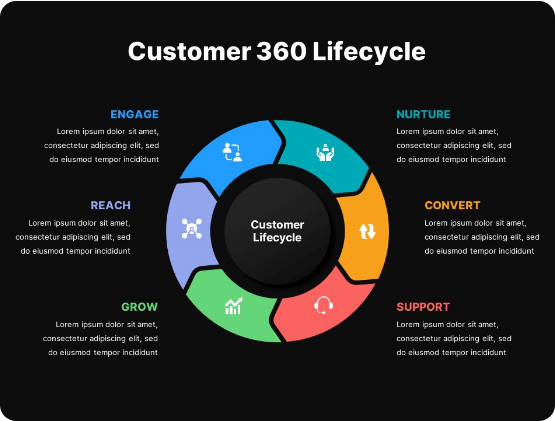 Customer 360 Lifecycle
ENGAGE
Lorem ipsum dolor sit amet,
consectetur adipiscing elit, sed
do eiusmod tempor incididunt
NURTURE
Lorem ipsum dolor sit amet,
consectetur adipiscing elit, sed
do eiusmod tempor incididunt
REACH
Lorem ipsum dolor sit amet,
consectetur adipiscing elit, sed
do eiusmod tempor incididunt
Customer
Lifecycle
CONVERT
Lorem ipsum dolor sit amet,
consectetur adipiscing elit, sed
do eiusmod tempor incididunt
GROW
Lorem ipsum dolor sit amet,
consectetur adipiscing elit, sed
do eiusmod tempor incididunt
SUPPORT
Lorem ipsum dolor sit amet,
consectetur adipiscing elit, sed
do eiusmod tempor incididunt